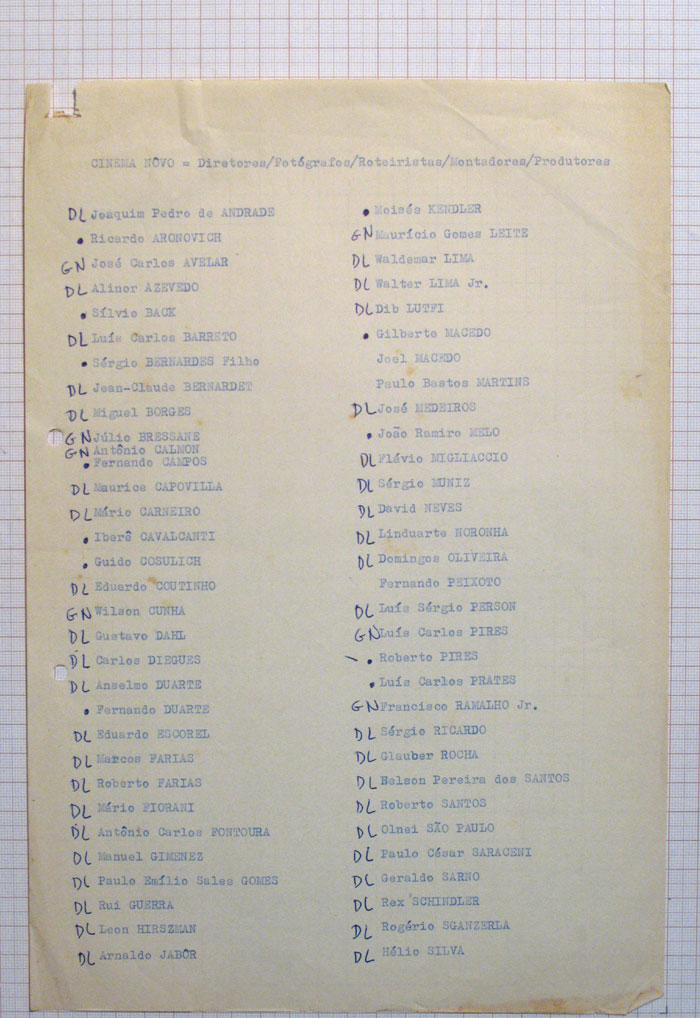 CINEMA NÔVO = Diretores/Fotógrafos/Roteiristas/Montadores/Produtores
DL Joaquim Pedro de ANDRADE
• Ricardo ARONOVICH
GN José Carlos AVELAR
DL Alinor AZEVEDO
• Sílvio BACK
DL Luís Carlos BARRETO
• Sérgio BERNARDES Filho
DL Jean-Claude BERNARDET
DL Miguel BORGES
GN Júlio BRESSANE
GN Antônio CALMON
• Fernando CAMPOS
DL Maurice CAPOVILLA
DL Mário CARNEIRO
• Iberê CAVALCANTI
• Guido COSULICH
DL Eduardo COUTINHO
GN Wilson CUNHA
DL Gustavo DAHL
DL Carlos DIEGUES
DL Anselmo DUARTE
• Fernando DUARTE
DL Eduardo ESCOREL
DL Marcos FARIAS
DL Roberto FARIAS
DL Mário FIORANI
DL Antônio Carlos FONTOURA
DL Manuel GIMENEZ
DL Paulo Emílio Sales GOMES
DL Rui GUERRA
DL Leon HIRSZMAN
DL Arnaldo JABÔR
• Moisés KENDLER
GN Maurício Gomes LEITE
DL Waldemar LIMA
DL Walter LIMA Jr.
DL Dib LUTFI
• Gilberto MACEDO
Joel MACEDO
Paulo Bastos MARTINS
DL José MEDEIROS
• João Ramiro MELO
DL Flávio MIGLIACCIO
DL Sérgio MUNIZ
DL David NEVES
DL Linduarte NORONHA
DL Domingos OLIVEIRA
Fernando PEIXOTO
DL Luís Sérgio PERSON
GN Luís Carlos PIRES
• Roberto PIRES
• Luís Carlos PRATES
GN Francisco RAMALHO Jr.
DL Sérgio RICARDO
DL Glauber ROCHA
DL Nelson Pereira dos SANTOS
DL Roberto SANTOS
DL Olnei SÃO PAULO
DL Paulo César SARACENI
DL Geraldo SARNO
DL Rex SCHINDLER
DL Rogério SGANZERLA
DL Hélio SILVA